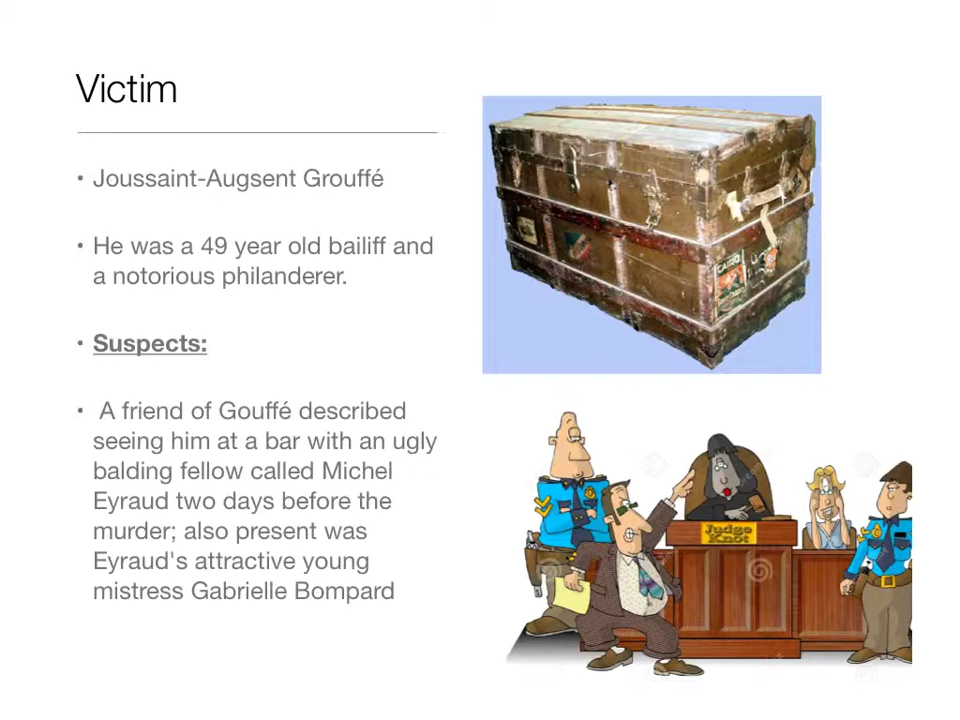 Victim
• Joussaint-Augsent Grouffé
• He was a 49 year old bailiff and
a notorious philanderer.
• Suspects:
• A friend of Gouffé described
seeing him at a bar with an ugly
balding fellow called Michel
Eyraud two days before the
murder; also present was
Eyraud's attractive young
mistress Gabrielle Bompard
CAIRO
Judge
Knot